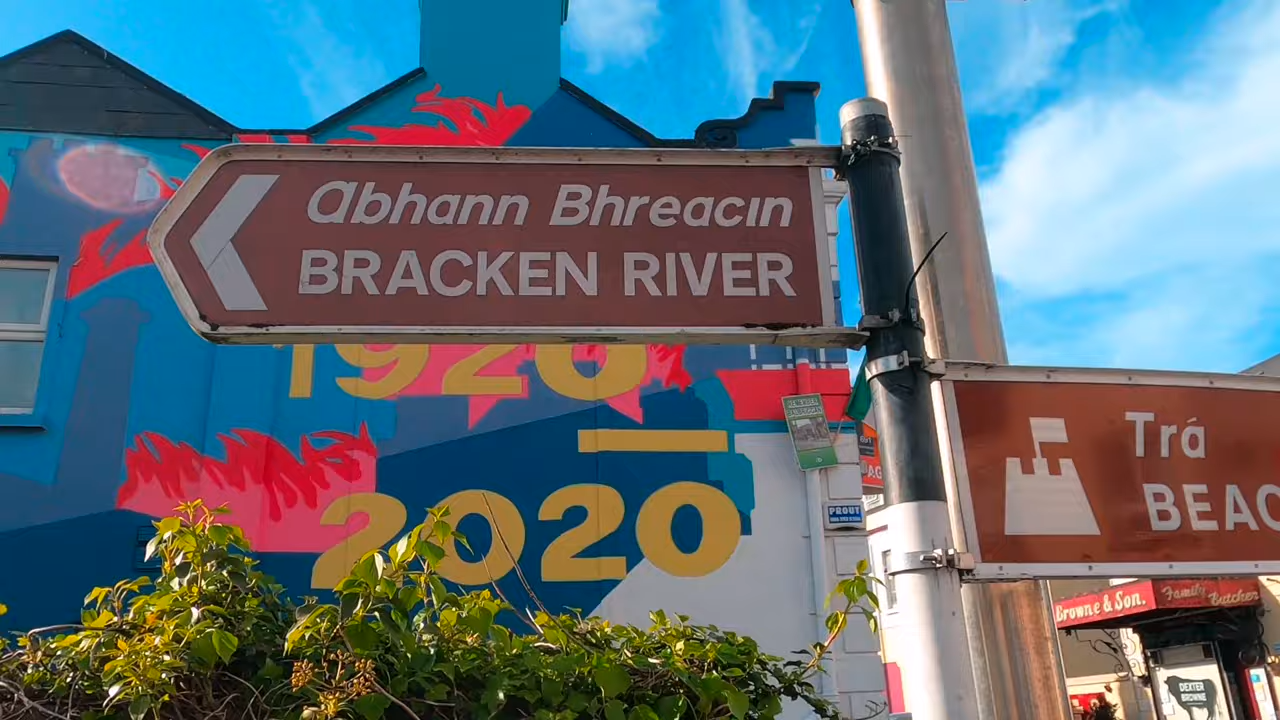 Abhann Bhreacın
BRACKEN RIVER
1920
2020
Trá
BEAC
PROUT
Browne & Son. Family Butcher
DEXTER
BROWNE